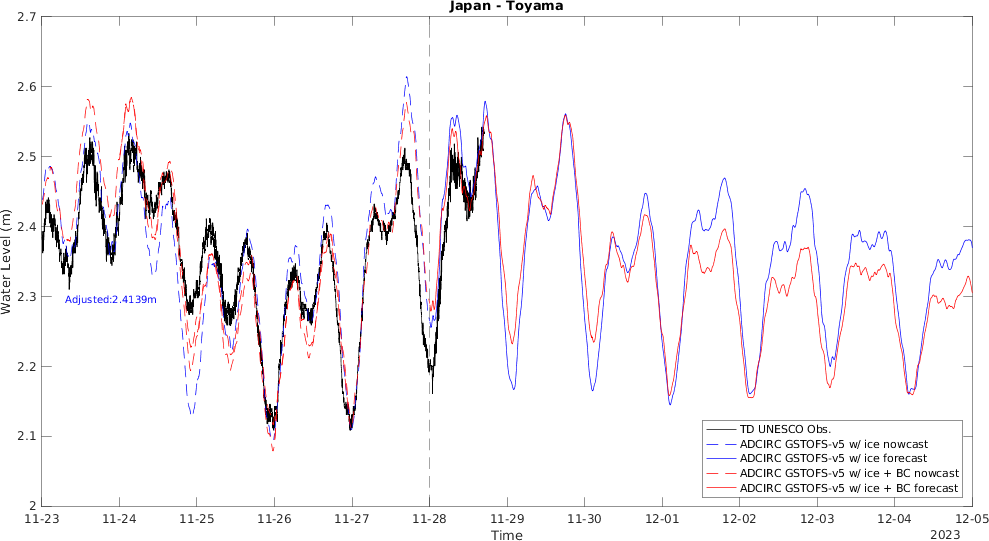 Japan - Toyama
2.7
2.6
2.5
2.4
2.3
2.2
2.1
2
Water Level (m)
Adjusted:2.4139m
TD UNESCO Obs.
ADCIRC GSTOFS-v5 w/ ice nowcast
ADCIRC GSTOFS-v5 w/ ice forecast
ADCIRC GSTOFS-v5 w/ ice + BC nowcast
ADCIRC GSTOFS-v5 w/ ice + BC forecast
11-23 11-24 11-25 11-26 11-27 11-28 11-29 11-30 12-01 12-02 12-03 12-04 12-05
Time
2023